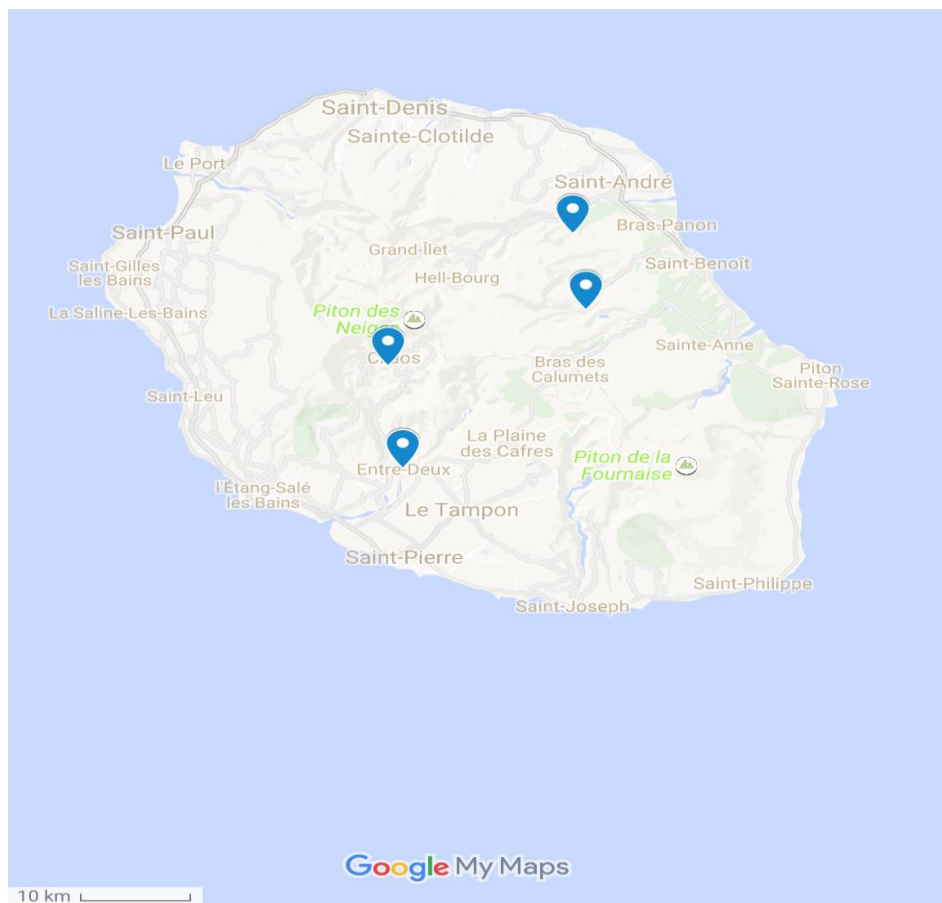 Saint-Denis
Sainte-Clotilde
Le Port
Saint-André
Saint-Paul
Bras-Panon
Grand-Îlet
Saint-Gilles
les Bains
Hell-Bourg
Saint-Benoît
La Saline-Les-Bains
Piton des
Neiges
Sainte-Anne
Cilaos
Bras des
Calumets
Piton
Sainte-Rose
Saint-Leu
La Plaine
des Cafres
Piton de la
Fournaise
Entre-Deux
l'Étang-Salé
les Bains
Le Tampon
Saint-Pierre
Saint-Philippe
Saint-Joseph
Google My Maps
10 km